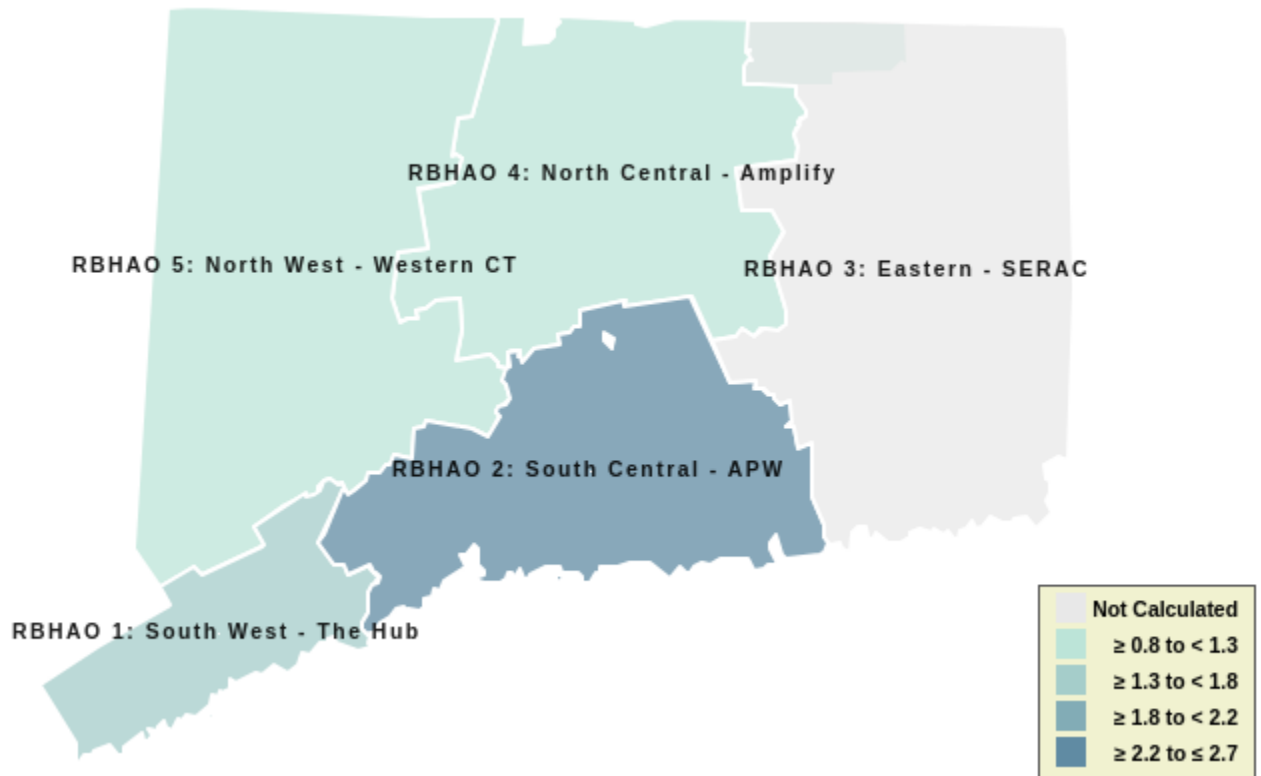 RBHAO 4: North Central - Amplify
RBHAO 5: North West - Western CT
RBHAO 3: Eastern - SERAC
RBHAO 2: South Central - APW
RBHAO 1: South West - The Hub
Not Calculated
≥ 0.8 to < 1.3
≥ 1.3 to < 1.8
≥ 1.8 to < 2.2
≥ 2.2 to ≤ 2.7